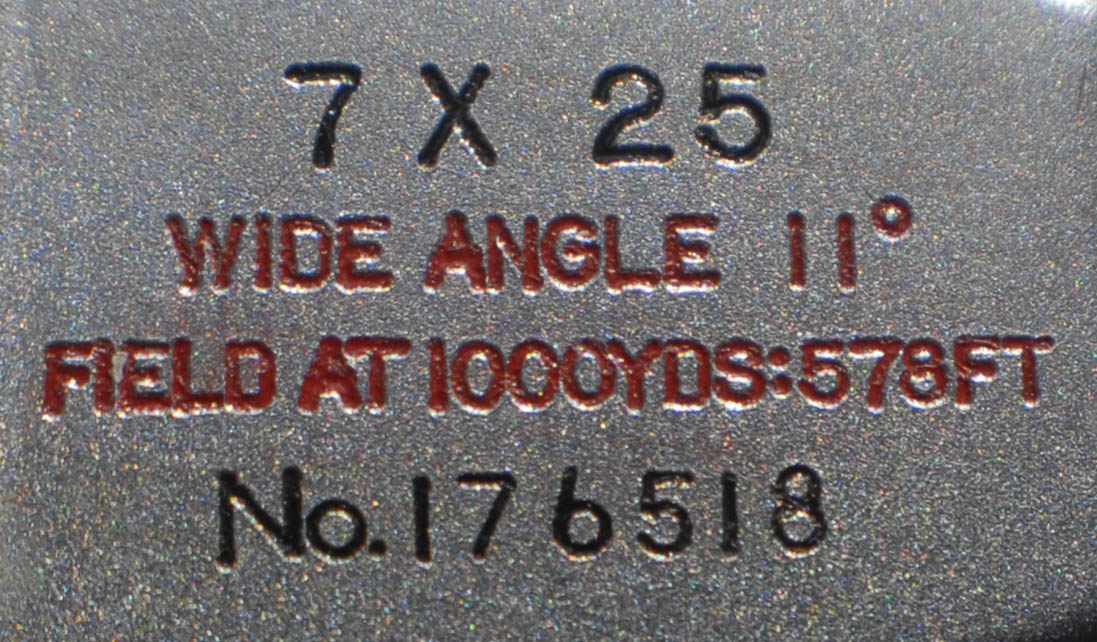 7 X 25
WIDE ANGLE 11°
FIELD AT 1000YDS:578FT
No.176518